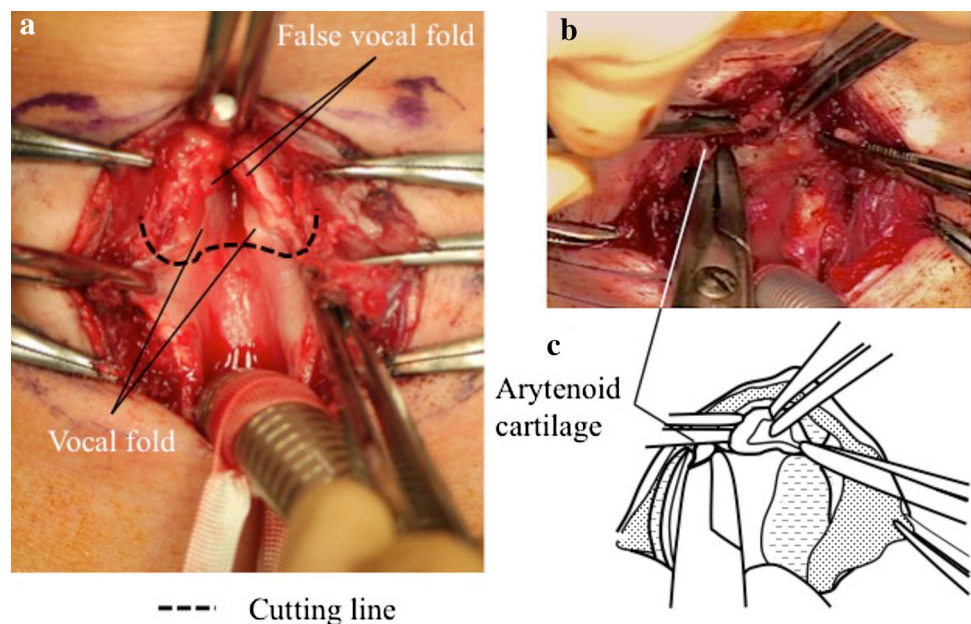 a
False vocal fold
Vocal fold
b
c
Arytenoid
cartilage
Cutting line